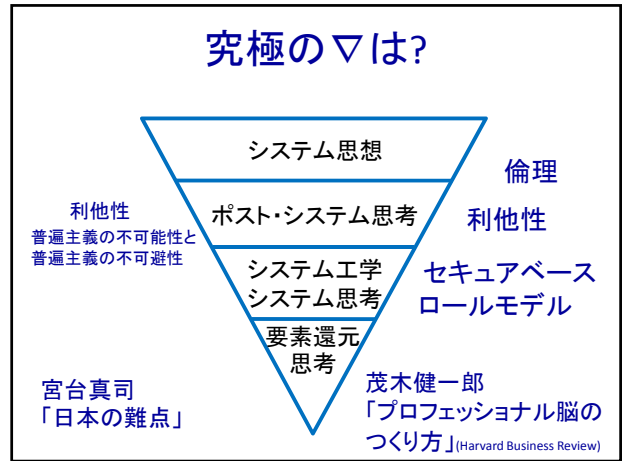 究極の▽は?
システム思想
倫理
利他性
普遍主義の不可能性と
普遍主義の不可避性
ポスト・システム思考
利他性
システム工学
システム思考
セキュアベース
ロールモデル
要素還元
思考
宮台真司
「日本の難点」
茂木健一郎
「プロフェッショナル脳の
つくり方」(Harvard Business Review)